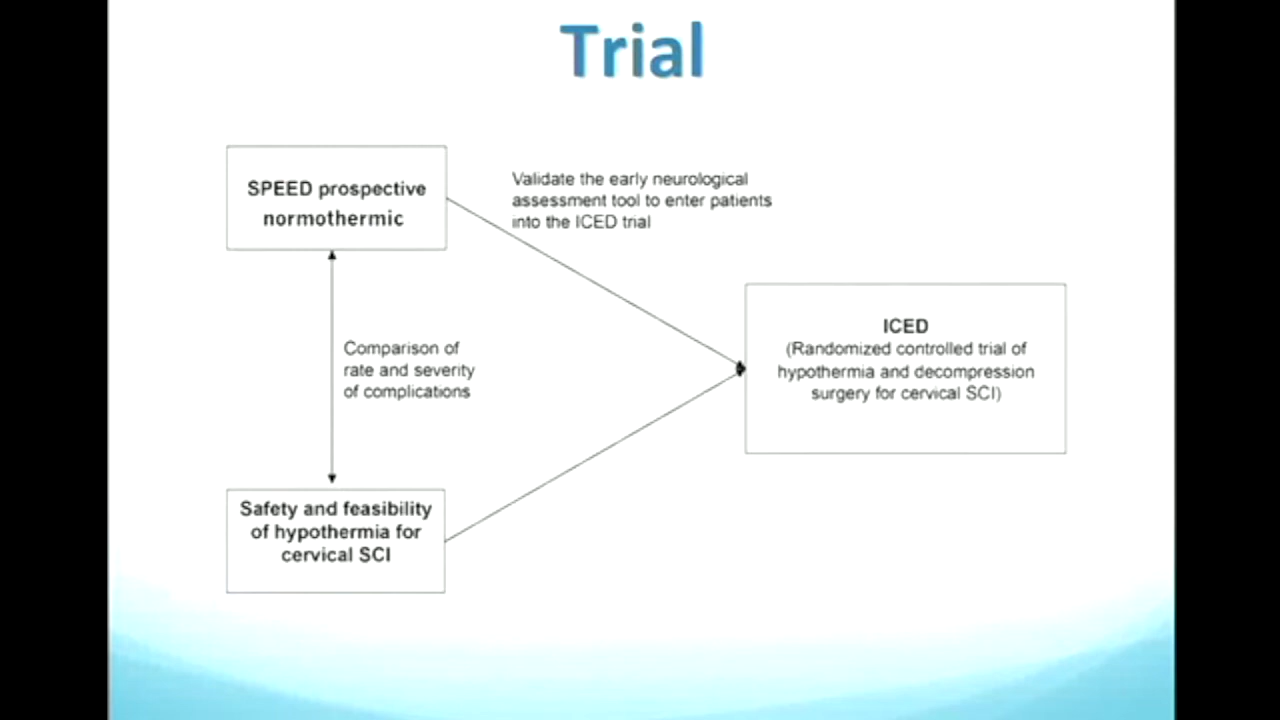 Trial
SPEED prospective
normothermic
Validate the early neurological
assessment tool to enter patients
into the ICED trial
Comparison of
rate and severity
of complications
ICED
(Randomized controlled trial of
hypothermia and decompression
surgery for cervical SCI)
Safety and feasibility
of hypothermia for
cervical SCI